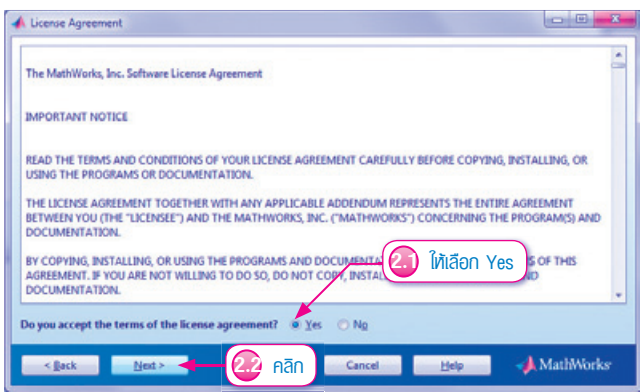 License Agreement
The MathWorks, Inc. Software License Agreement
IMPORTANT NOTICE
READ THE TERMS AND CONDITIONS OF YOUR LICENSE AGREEMENT CAREFULLY BEFORE COPYING, INSTALLING, OR
USING THE PROGRAMS OR DOCUMENTATION.
THE LICENSE AGREEMENT TOGETHER WITH ANY APPLICABLE ADDENDUM REPRESENTS THE ENTIRE AGREEMENT
BETWEEN YOU (THE "LICENSEE") AND THE MATHWORKS, INC. ("MATHWORKS") CONCERNING THE PROGRAM(S) AND
DOCUMENTATION.
BY COPYING, INSTALLING, OR USING THE PROGRAMS AND OF THIS
AGREEMENT. IF YOU ARE NOT WILLING TO DO SO, DO NOT COPY,
DOCUMENTATION.
2.1 ให้เลือก Yes
Do you accept the terms of the license agreement? Yes No
< Back Next > 2.2 คลิก Cancel Help MathWorks